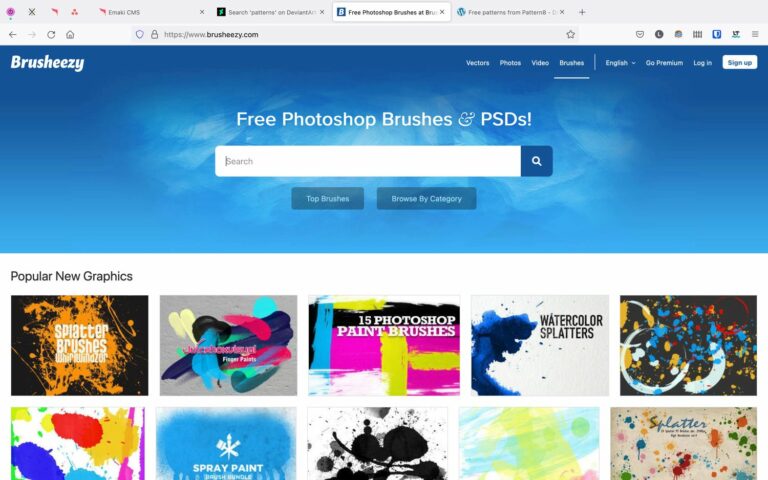 Emaki CMS
Search 'patterns' on DeviantArt
Free Photoshop Brushes at Brus
Free patterns from Pattern8 - D
https://www.brusheezy.com
Brusheezy
Vectors Photos Video Brushes English Go Premium Log in Sign up
Free Photoshop Brushes & PSDs!
Search
Top Brushes Browse By Category
Popular New Graphics
Splatter
Brushes
WhirlWindzor
Finger Paints
15 PHOTOSHOP
PAINT BRUSHES
WATERCOLOR
SPLATTERS
SPRAY PAINT
BRUSH BUNDLE
Splatter